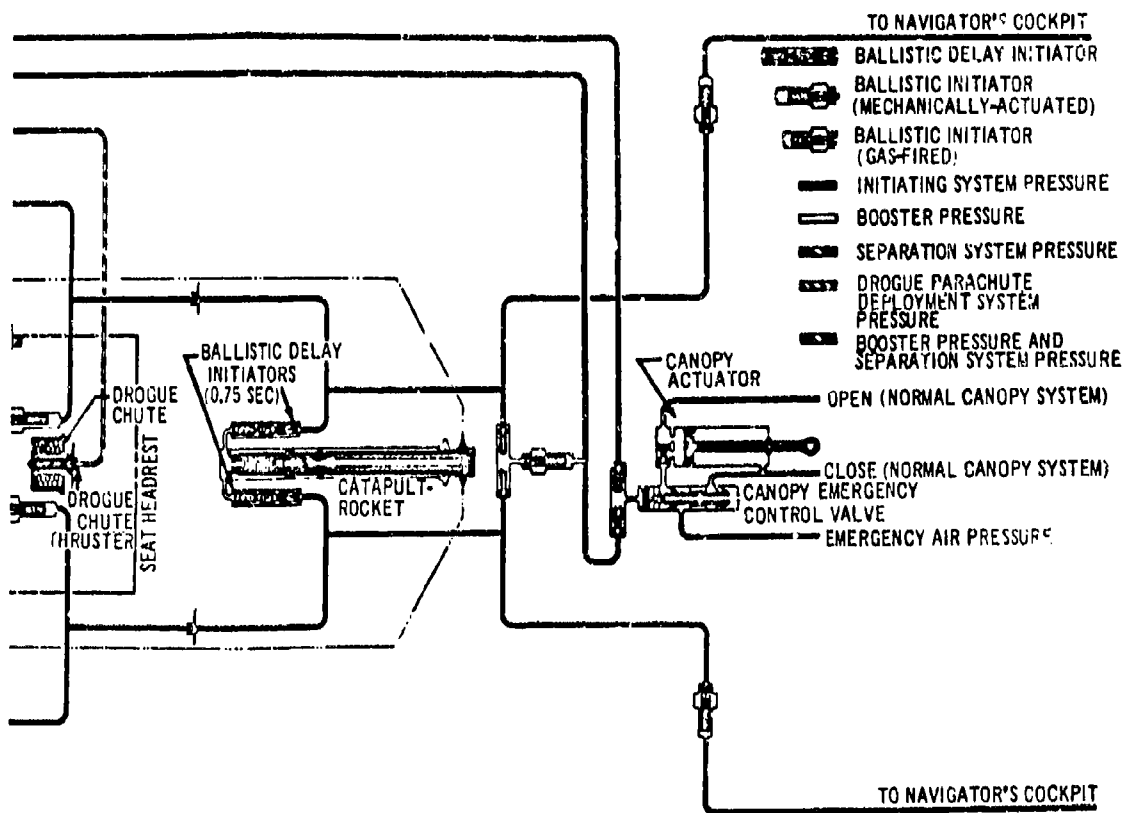 TO NAVIGATOR'S COCKPIT
BALLISTIC DELAY INITIATOR
BALLISTIC INITIATOR
(MECHANICALLY-ACTUATED)
BALLISTIC INITIATOR
(GAS-FIRED)
INITIATING SYSTEM PRESSURE
BOOSTER PRESSURE
SEPARATION SYSTEM PRESSURE
DROGUE PARACHUTE
DEPLOYMENT SYSTEM
PRESSURE
BOOSTER PRESSURE AND
SEPARATION SYSTEM PRESSURE
BALLISTIC DELAY
INITIATORS
(0.75 SEC)
CANOPY
ACTUATOR
DROGUE
CHUTE
OPEN (NORMAL CANOPY SYSTEM)
CLOSE (NORMAL CANOPY SYSTEM)
CATAPULT-
ROCKET
CANOPY EMERGENCY
CONTROL VALVE
DROGUE
CHUTE
THRUSTER
SEAT HEADREST
EMERGENCY AIR PRESSURE
TO NAVIGATOR'S COCKPIT